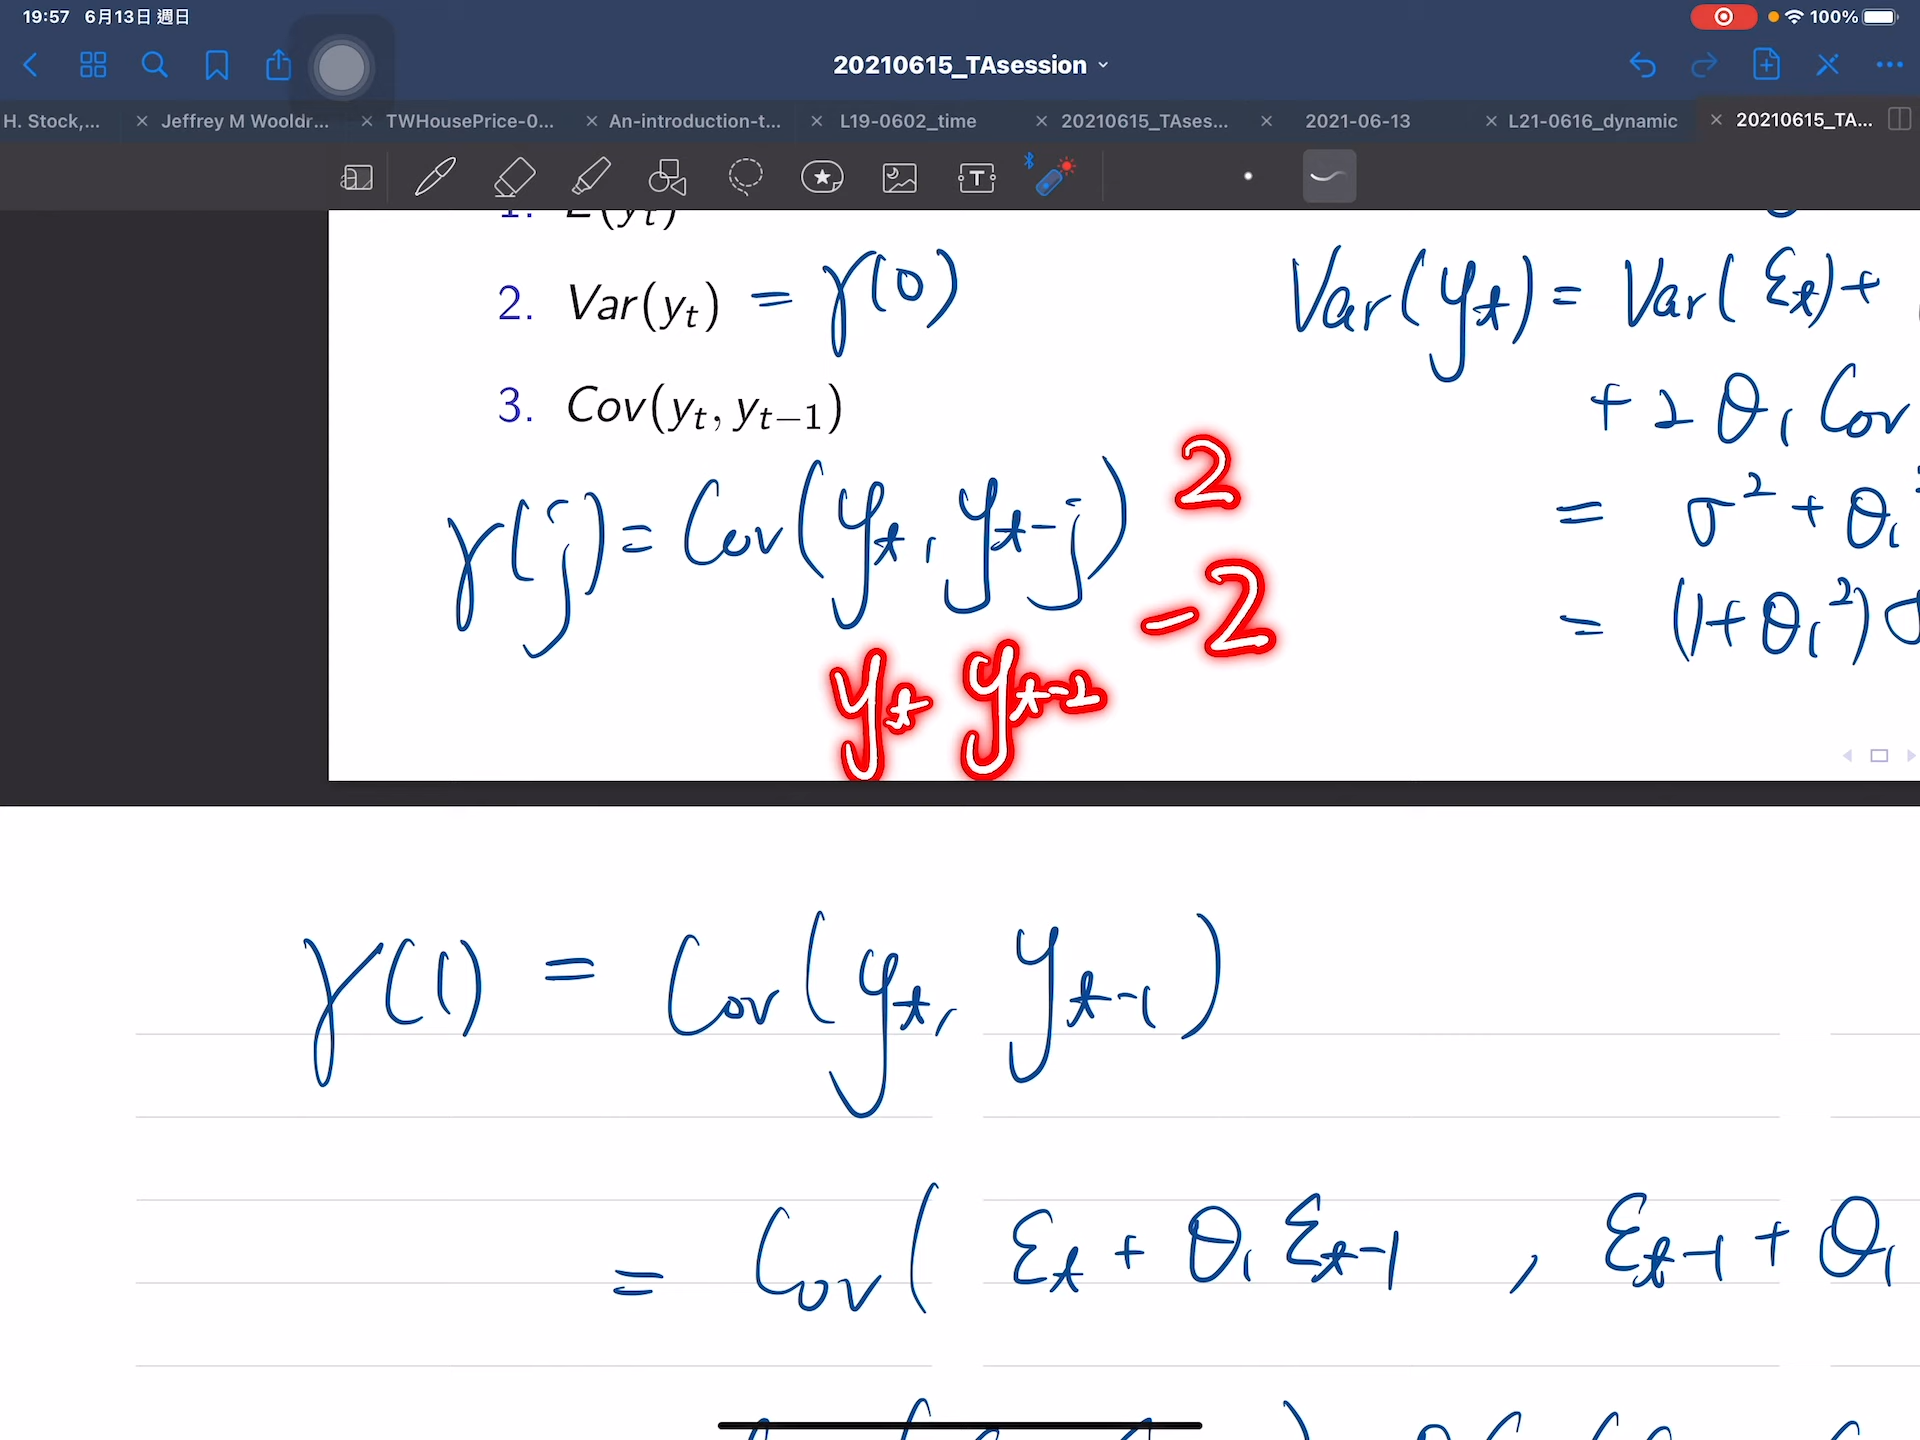 19:57 6月13日 週日
100%
20210615_TAsession
H. Stock,... × Jeffrey M Wooldr... × TWHousePrice-0... × An-introduction-t... × L19-0602_time × 20210615_TAses... × 2021-06-13 × L21-0616_dynamic × 20210615_TA...
1. E(yₜ)
2. Var(yₜ) = γ(0)
3. Cov(yₜ, yₜ₋₁)
γ(j) = Cov(yₜ, yₜ₋ⱼ)
2
-2
yₜ yₜ₋₂
Var(yₜ) = Var(εₜ) +
+ 2 θ₁ Cov
= σ² + θ₁²
= (1+θ₁²) σ
γ(1) = Cov(yₜ, yₜ₋₁)
= Cov( εₜ + θ₁ εₜ₋₁ , εₜ₋₁ + θ₁